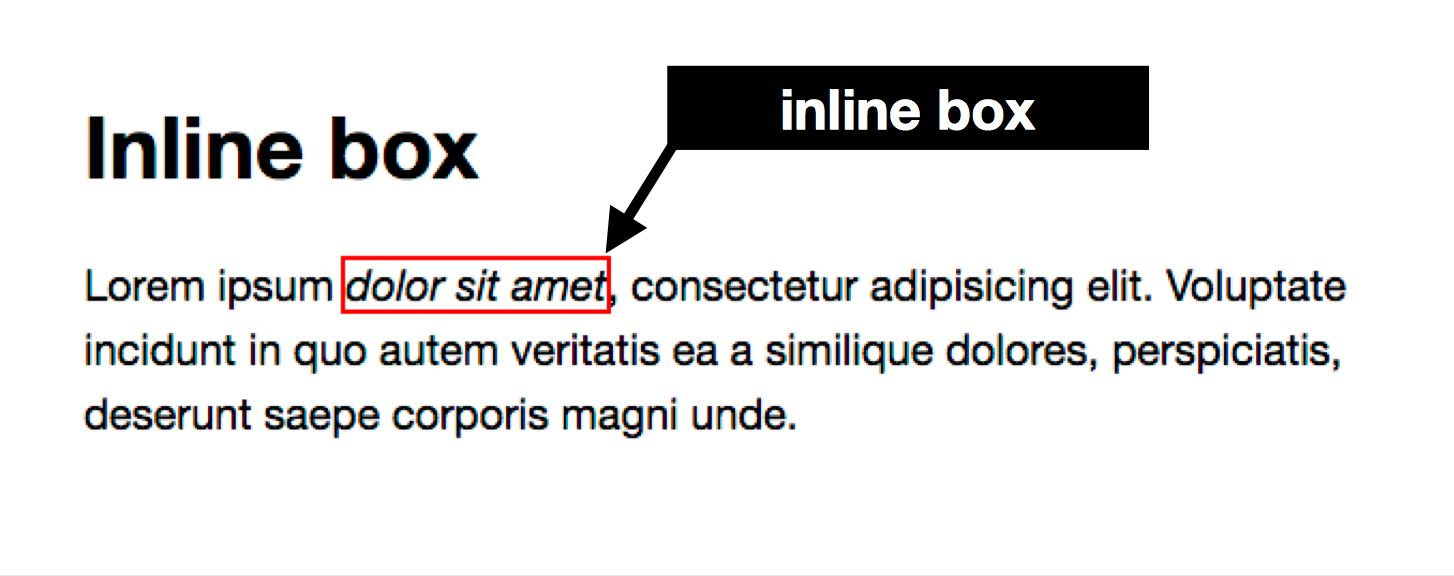 inline box
Inline box
Lorem ipsum dolor sit amet, consectetur adipisicing elit. Voluptate
incidunt in quo autem veritatis ea a similique dolores, perspiciatis,
deserunt saepe corporis magni unde.